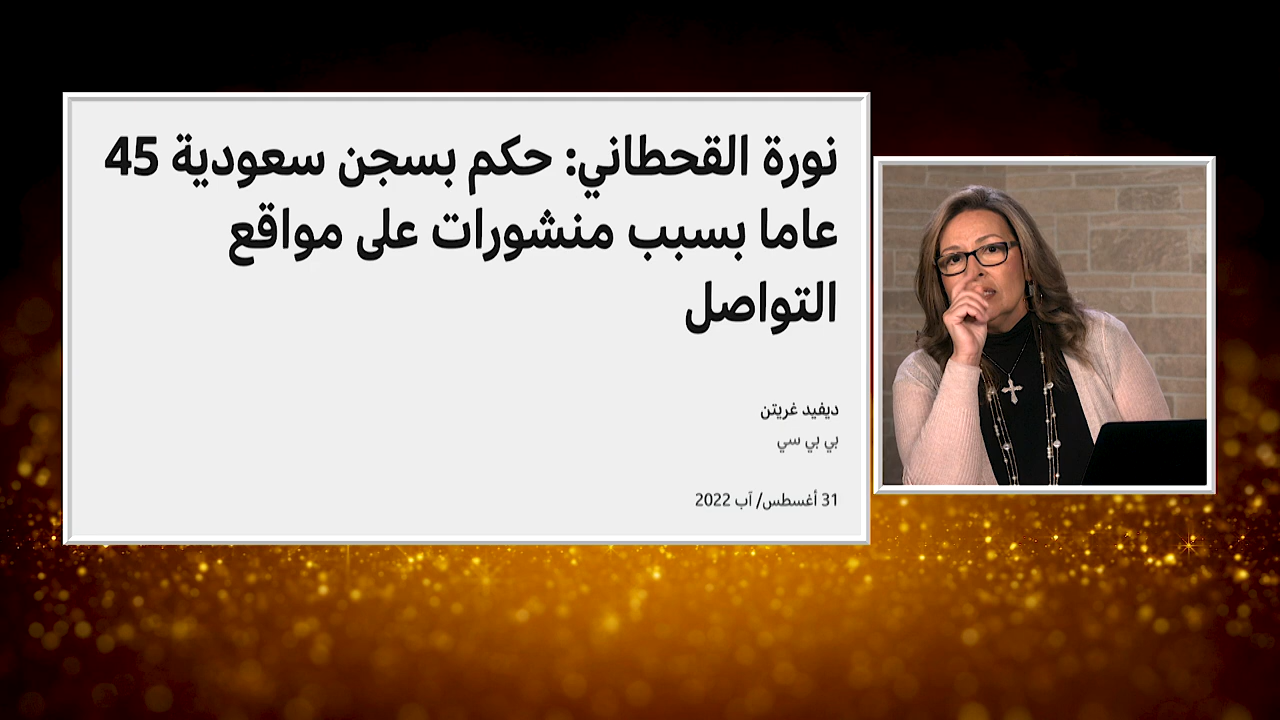 نورة القحطاني: حكم بسجن سعودية 45
عاما بسبب منشورات على مواقع
التواصل
ديفيد غريتن
بي بي سي
31 أغسطس/ آب 2022